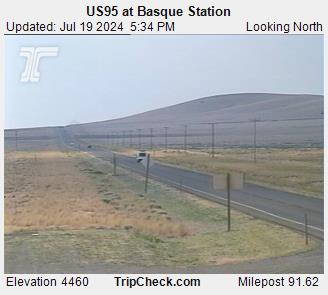 US95 at Basque Station
Updated: Jul 19 2024 5:34 PM Looking North
Elevation 4460 TripCheck.com Milepost 91.62